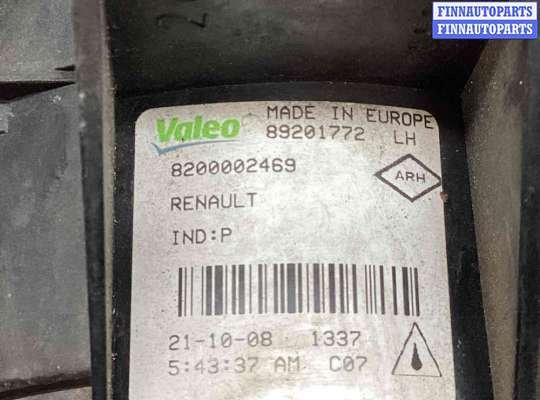 FINNAUTOPARTS
FINNAUTOPARTS
Valeo
MADE IN EUROPE
89201772 LH
8200002469
ARH
RENAULT
IND:P
21-10-08 1337
5:43:37 AM C07